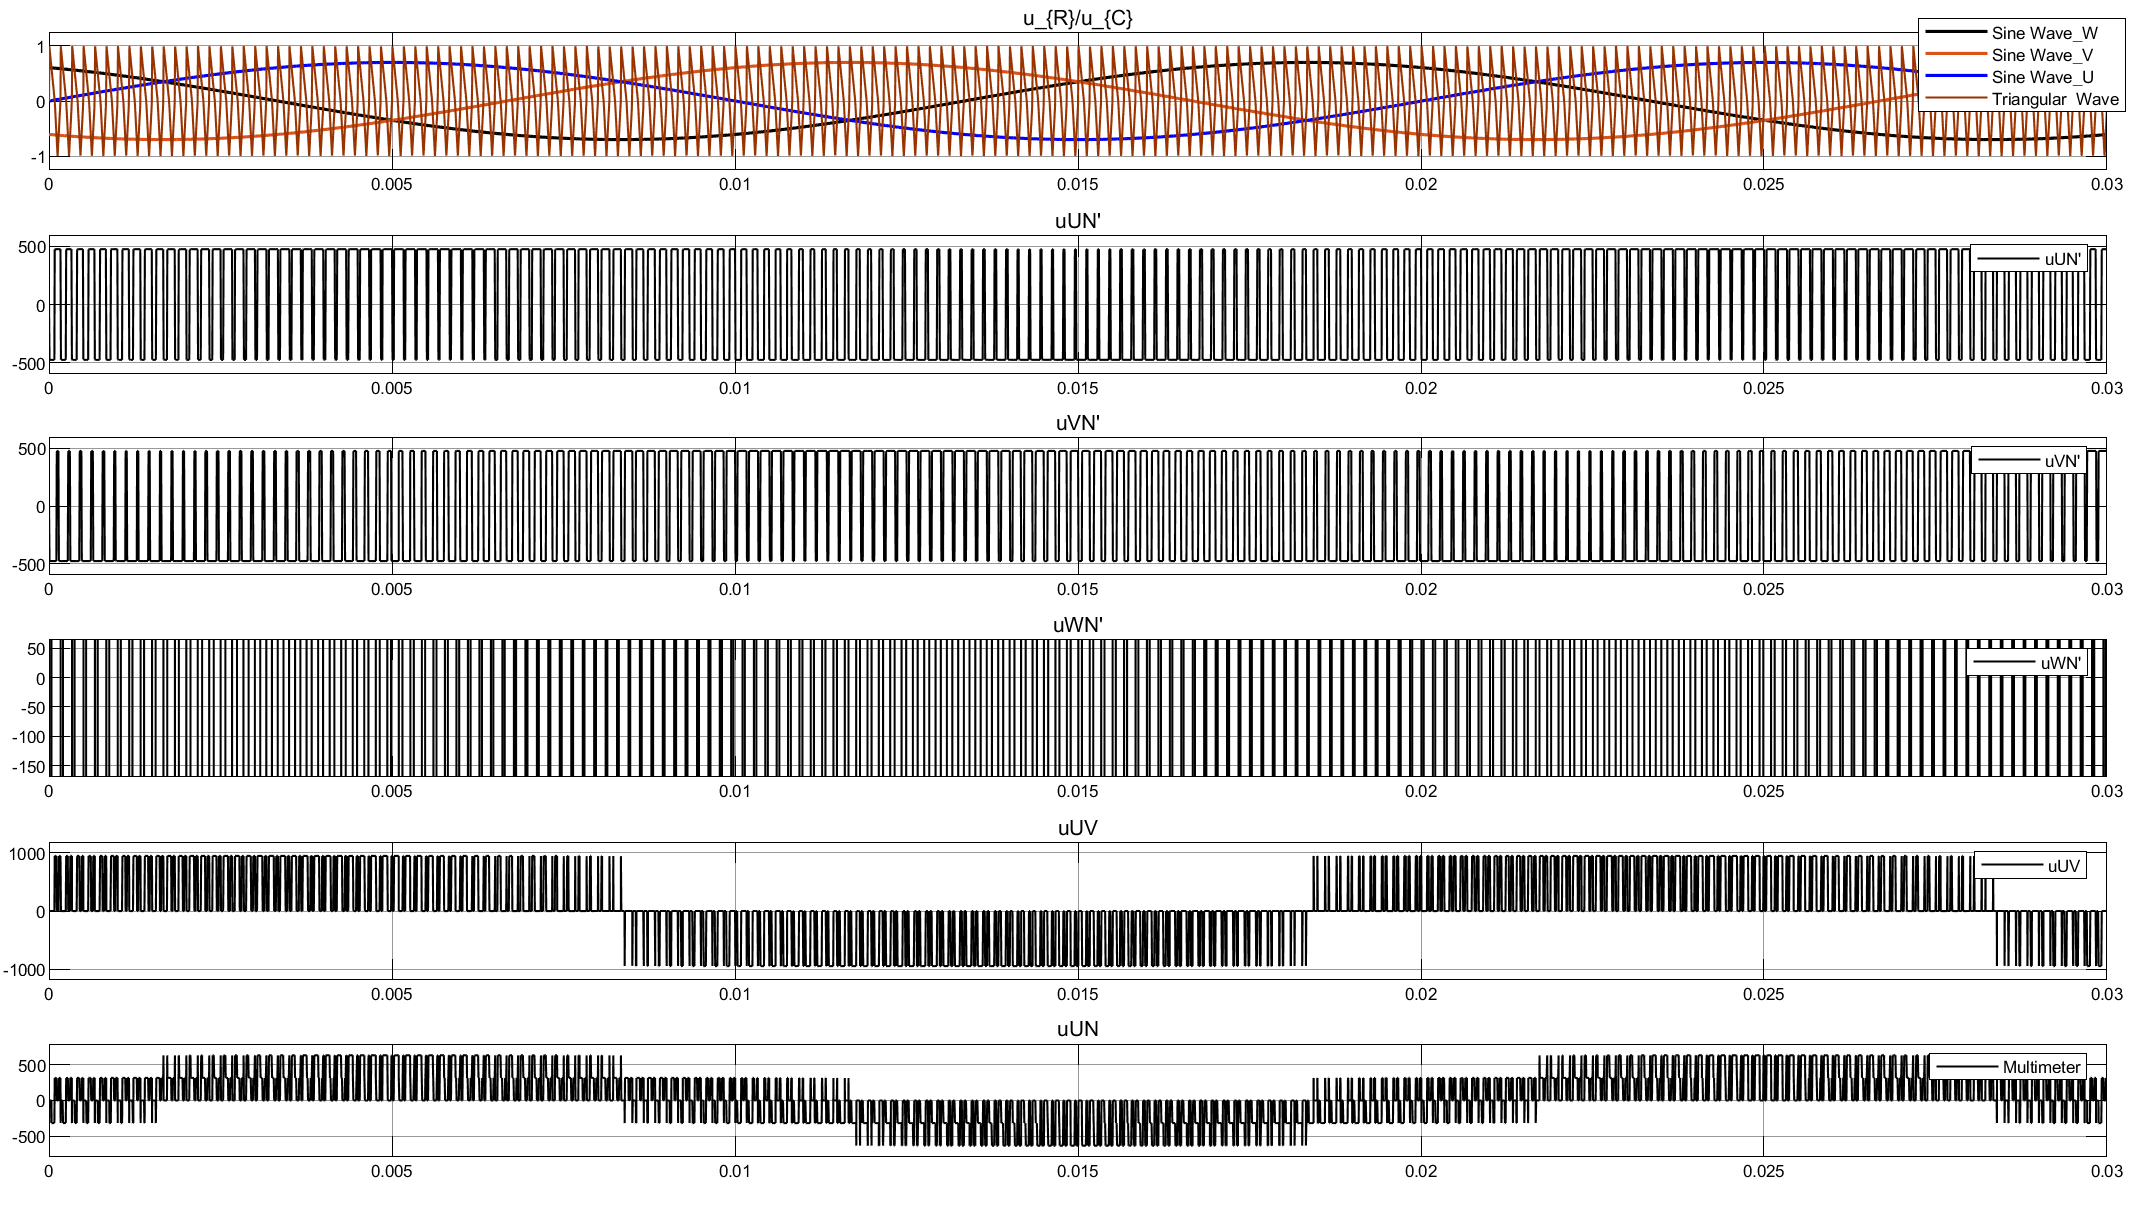 u_{R}/u_{C}
Sine Wave_W
Sine Wave_V
Sine Wave_U
Triangular Wave
1
0
-1
0 0.005 0.01 0.015 0.02 0.025 0.03
uUN'
uUN'
500
0
-500
0 0.005 0.01 0.015 0.02 0.025 0.03
uVN'
uVN'
500
0
-500
0 0.005 0.01 0.015 0.02 0.025 0.03
uWN'
uWN'
50
0
-50
-100
-150
0 0.005 0.01 0.015 0.02 0.025 0.03
uUV
uUV
1000
0
-1000
0 0.005 0.01 0.015 0.02 0.025 0.03
uUN
Multimeter
500
0
-500
0 0.005 0.01 0.015 0.02 0.025 0.03